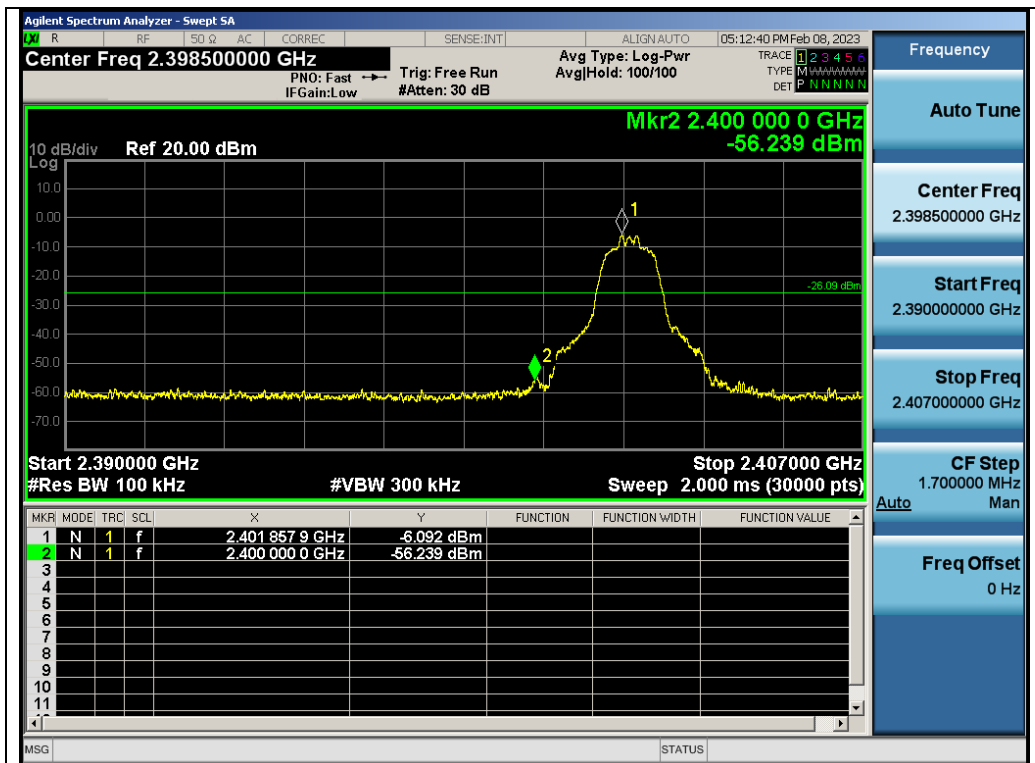 Agilent Spectrum Analyzer - Swept SA
LXI R RF 50 Ω AC CORREC SENSE:INT ALIGN AUTO 05:12:40 PM Feb 08, 2023
Center Freq 2.398500000 GHz
PNO: Fast
IFGain:Low
Trig: Free Run
#Atten: 30 dB
Avg Type: Log-Pwr
Avg|Hold: 100/100
TRACE 1 2 3 4 5 6
TYPE M WWWWW
DET P N N N N N
Mkr2 2.400 000 0 GHz
-56.239 dBm
10 dB/div Ref 20.00 dBm
Log
10.0
0.00
-10.0
-20.0
-30.0
-40.0
-50.0
-60.0
-70.0
1
2
-26.09 dBm
Start 2.390000 GHz Stop 2.407000 GHz
#Res BW 100 kHz #VBW 300 kHz Sweep 2.000 ms (30000 pts)
MKR MODE TRC SCL X Y FUNCTION FUNCTION WIDTH FUNCTION VALUE
1 N 1 f 2.401 857 9 GHz -6.092 dBm
2 N 1 f 2.400 000 0 GHz -56.239 dBm
3
4
5
6
7
8
9
10
11
MSG STATUS
Frequency
Auto Tune
Center Freq
2.398500000 GHz
Start Freq
2.390000000 GHz
Stop Freq
2.407000000 GHz
CF Step
1.700000 MHz
Auto Man
Freq Offset
0 Hz